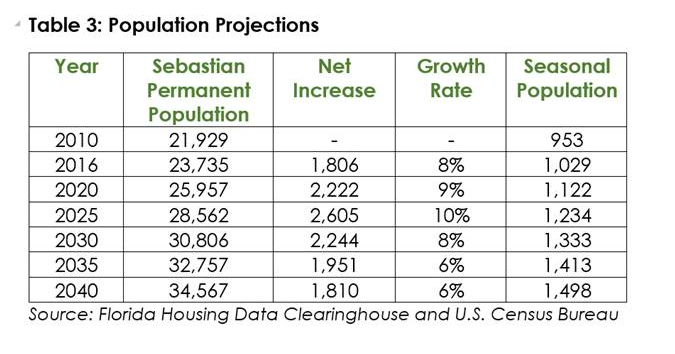 Table 3: Population Projections
Year Sebastian Permanent Population Net Increase Growth Rate Seasonal Population
2010 21,929 - - 953
2016 23,735 1,806 8% 1,029
2020 25,957 2,222 9% 1,122
2025 28,562 2,605 10% 1,234
2030 30,806 2,244 8% 1,333
2035 32,757 1,951 6% 1,413
2040 34,567 1,810 6% 1,498
Source: Florida Housing Data Clearinghouse and U.S. Census Bureau